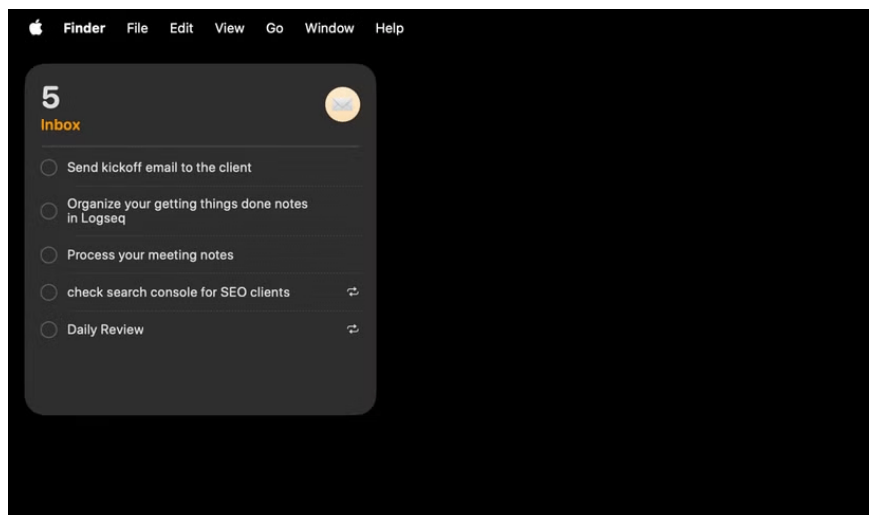 Finder File Edit View Go Window Help
5
Inbox
Send kickoff email to the client
Organize your getting things done notes
in Logseq
Process your meeting notes
check search console for SEO clients
Daily Review